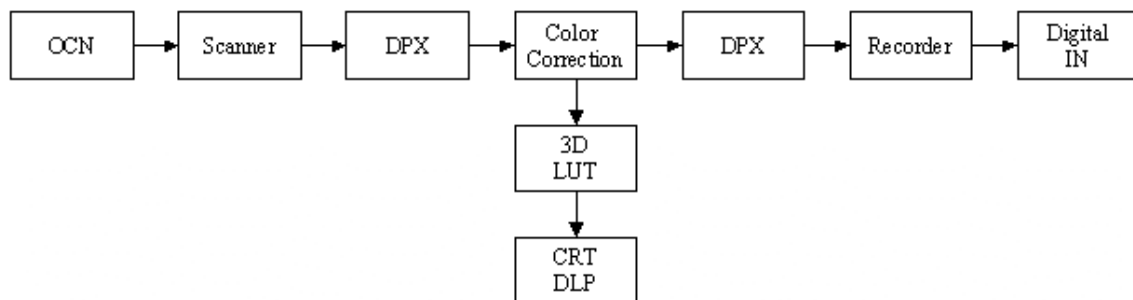 OCN
Scanner
DPX
Color
Correction
DPX
Recorder
Digital
IN
3D
LUT
CRT
DLP